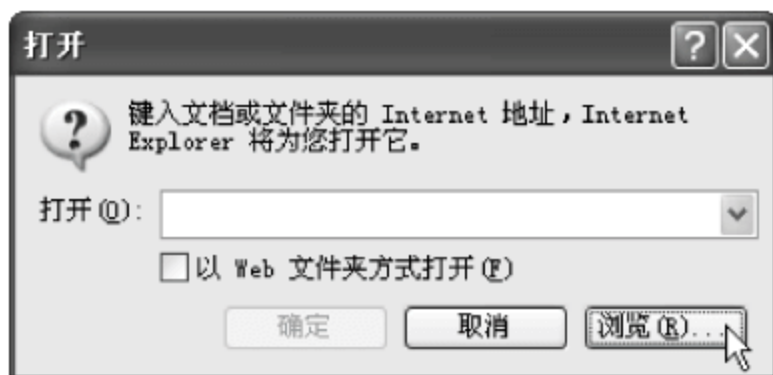 打开
键入文档或文件夹的 Internet 地址，Internet
Explorer 将为您打开它。
打开(O):
以 Web 文件夹方式打开(F)
确定 取消 浏览(R)...